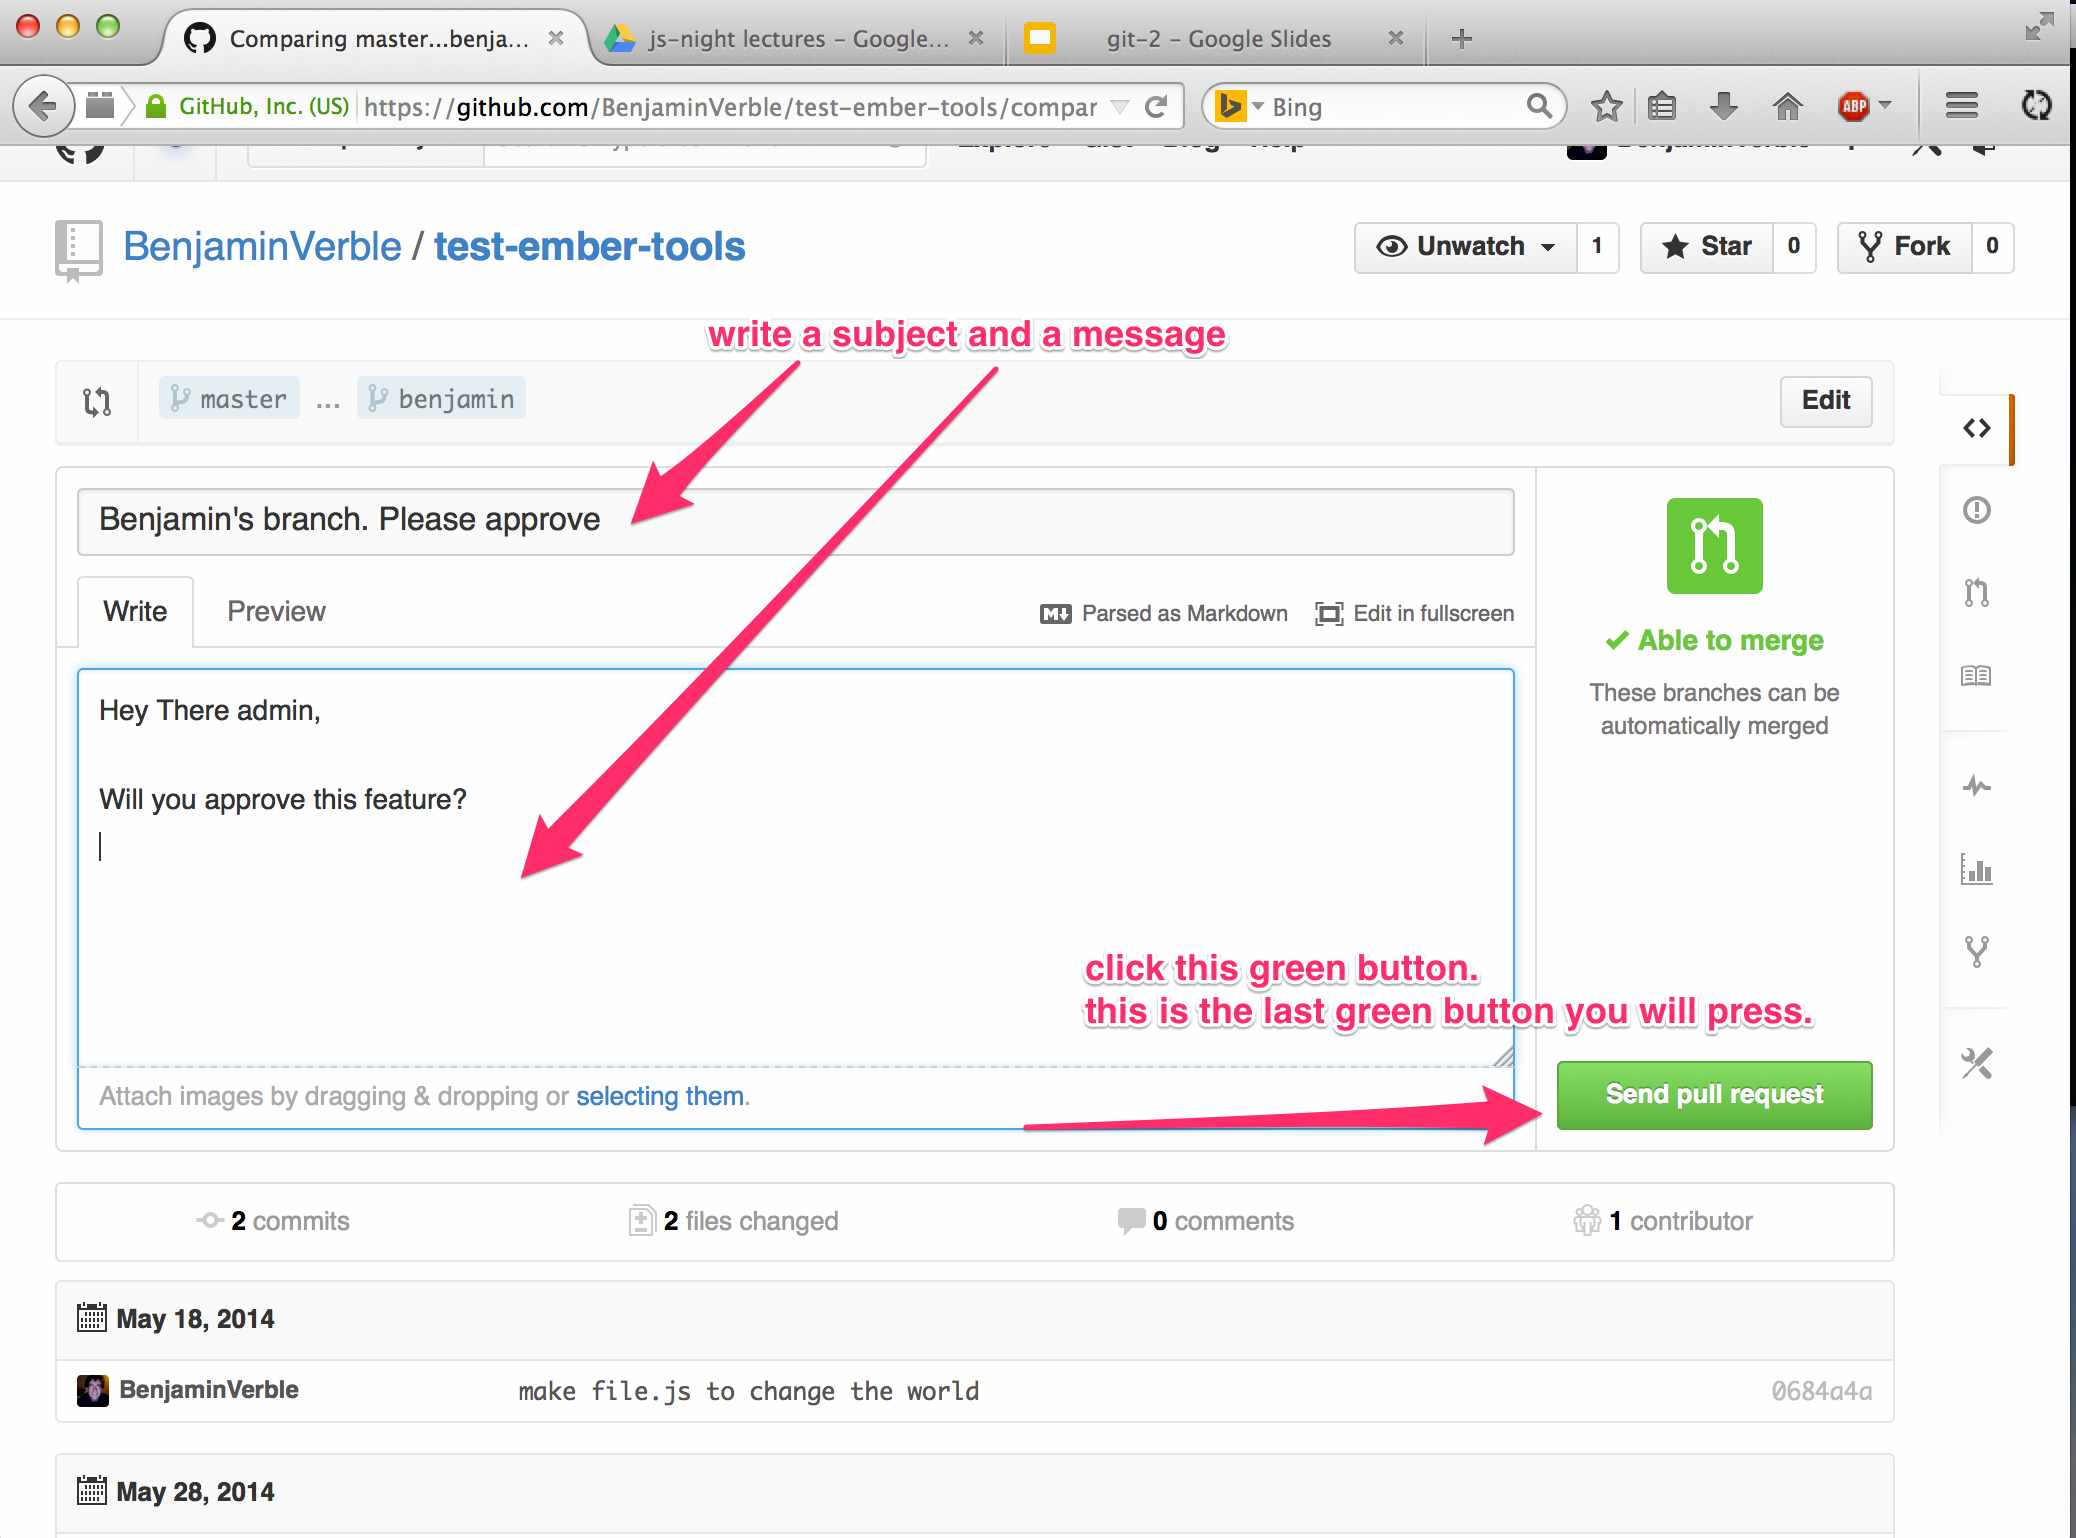 Comparing master...benja...
js-night lectures - Google...
git-2 - Google Slides
GitHub, Inc. (US)
https://github.com/BenjaminVerble/test-ember-tools/compar
Bing
ABP
BenjaminVerble / test-ember-tools
Unwatch 1
Star 0
Fork 0
write a subject and a message
master ... benjamin
Edit
Benjamin's branch. Please approve
Write
Preview
Parsed as Markdown
Edit in fullscreen
Able to merge
These branches can be
automatically merged
Hey There admin,
Will you approve this feature?
click this green button.
this is the last green button you will press.
Attach images by dragging & dropping or selecting them.
Send pull request
2 commits
2 files changed
0 comments
1 contributor
May 18, 2014
BenjaminVerble
make file.js to change the world
0684a4a
May 28, 2014